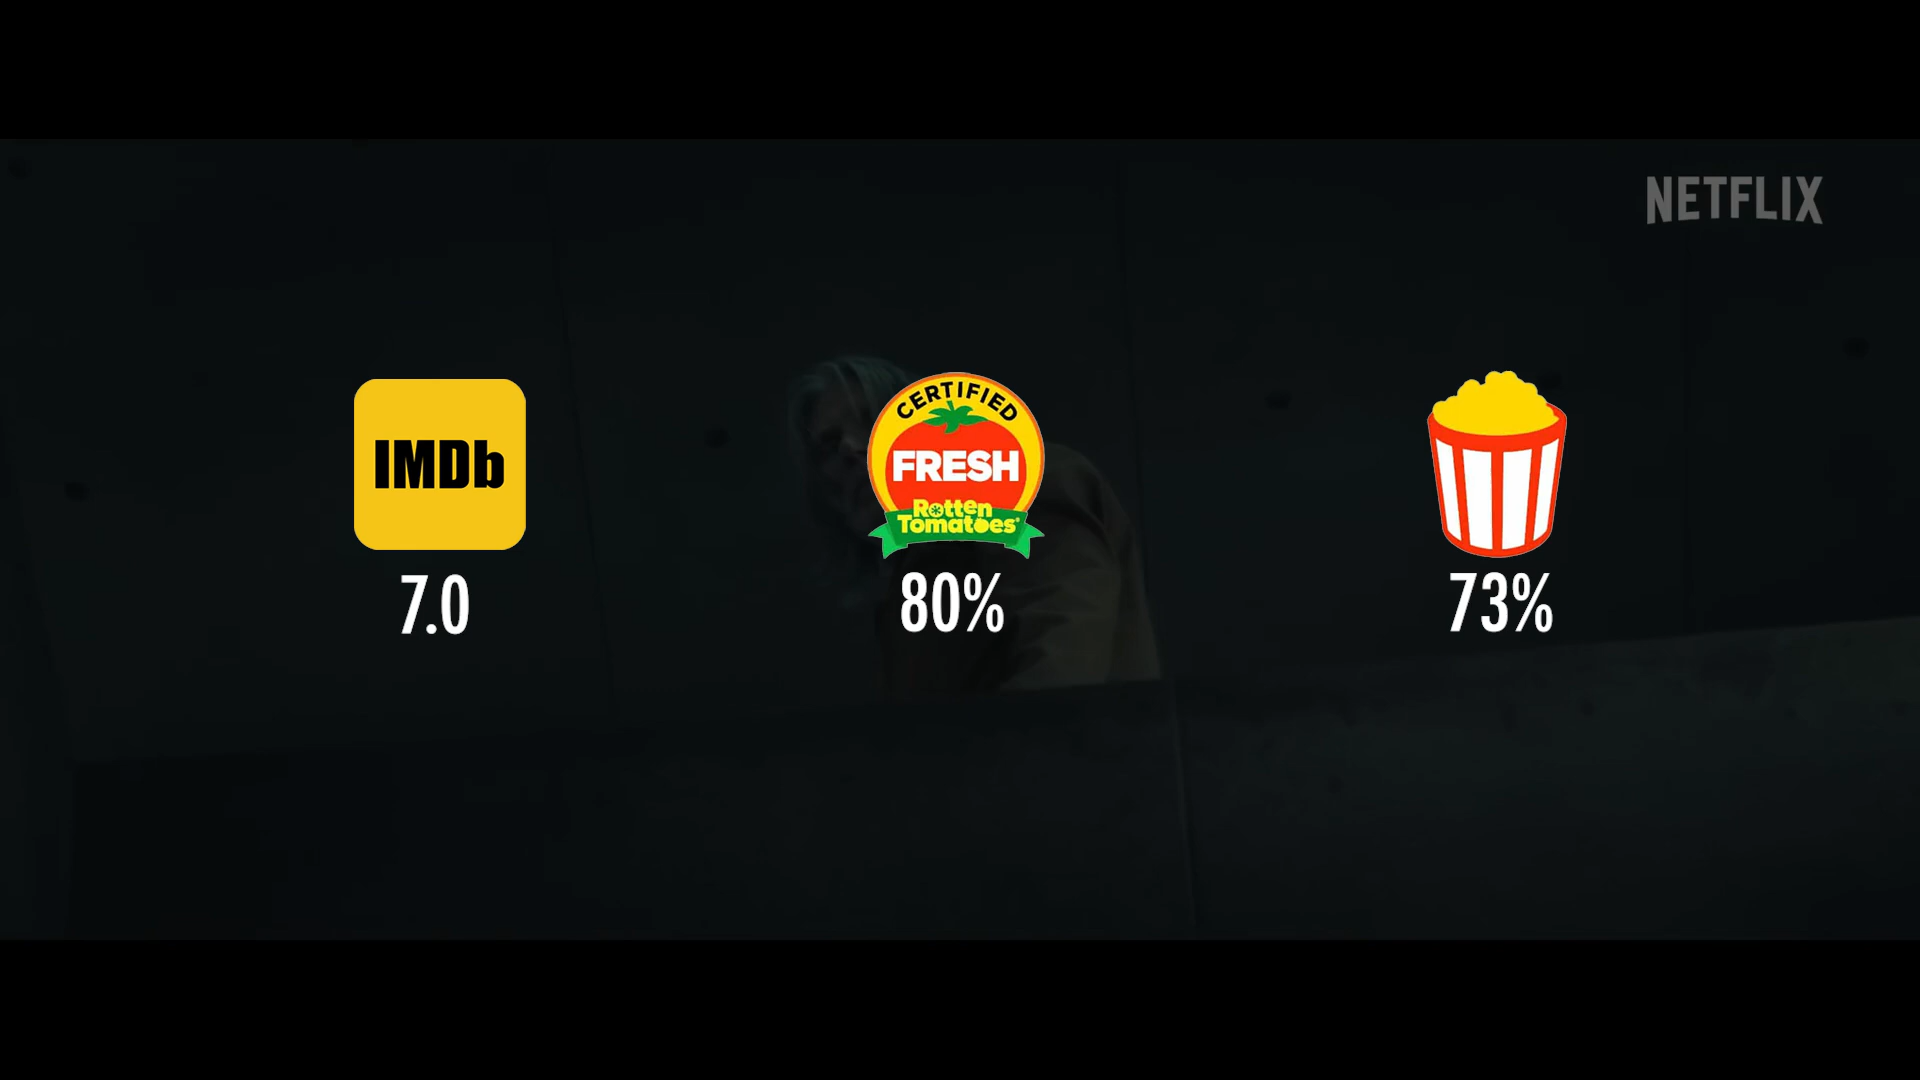 NETFLIX
IMDb
CERTIFIED
FRESH
Rotten
Tomatoes®
7.0
80%
73%